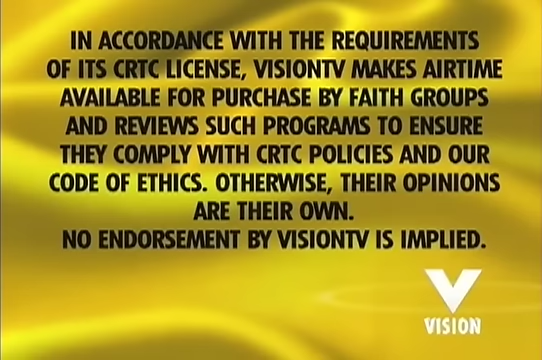 IN ACCORDANCE WITH THE REQUIREMENTS
OF ITS CRTC LICENSE, VISIONTV MAKES AIRTIME
AVAILABLE FOR PURCHASE BY FAITH GROUPS
AND REVIEWS SUCH PROGRAMS TO ENSURE
THEY COMPLY WITH CRTC POLICIES AND OUR
CODE OF ETHICS. OTHERWISE, THEIR OPINIONS
ARE THEIR OWN.
NO ENDORSEMENT BY VISIONTV IS IMPLIED.
V
VISION